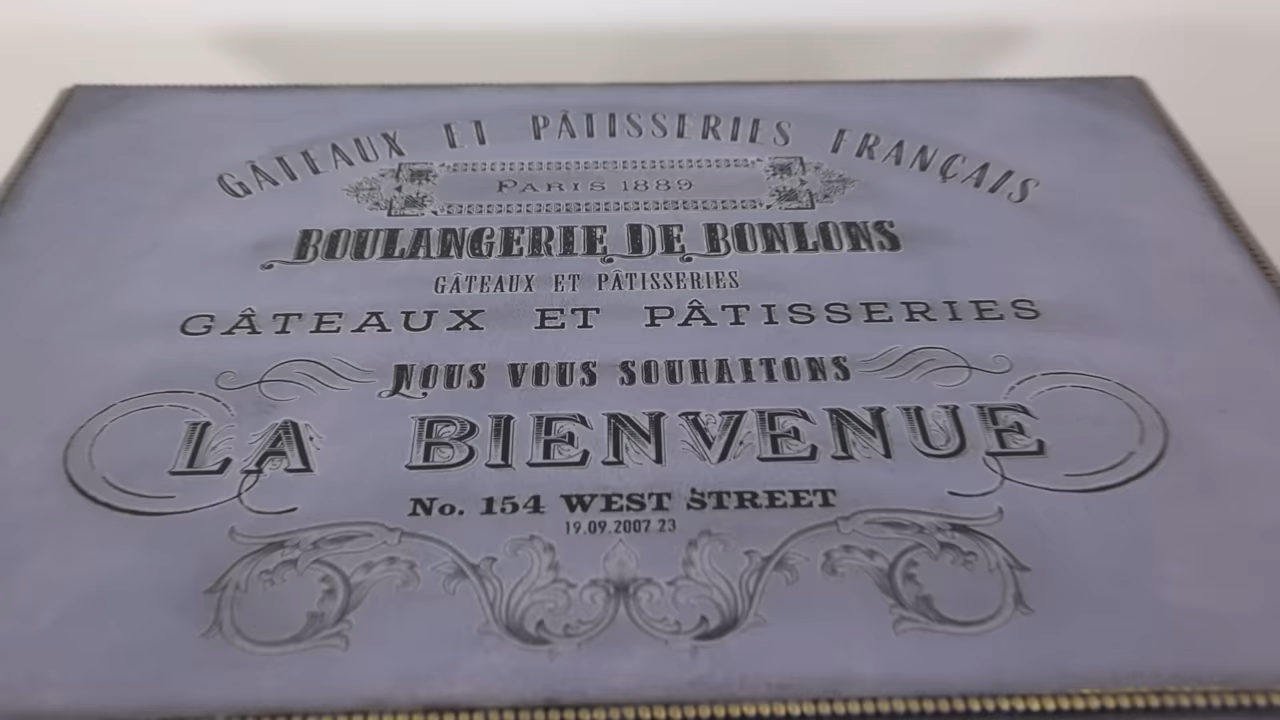 GÂTEAUX ET PÂTISSERIES FRANÇAIS
PARIS 1889
BOULANGERIE DE BONLONS
GÂTEAUX ET PÂTISSERIES
GÂTEAUX ET PÂTISSERIES
NOUS VOUS SOUHAITONS
LA BIENVENUE
No. 154 WEST STREET
19.09.2007 23